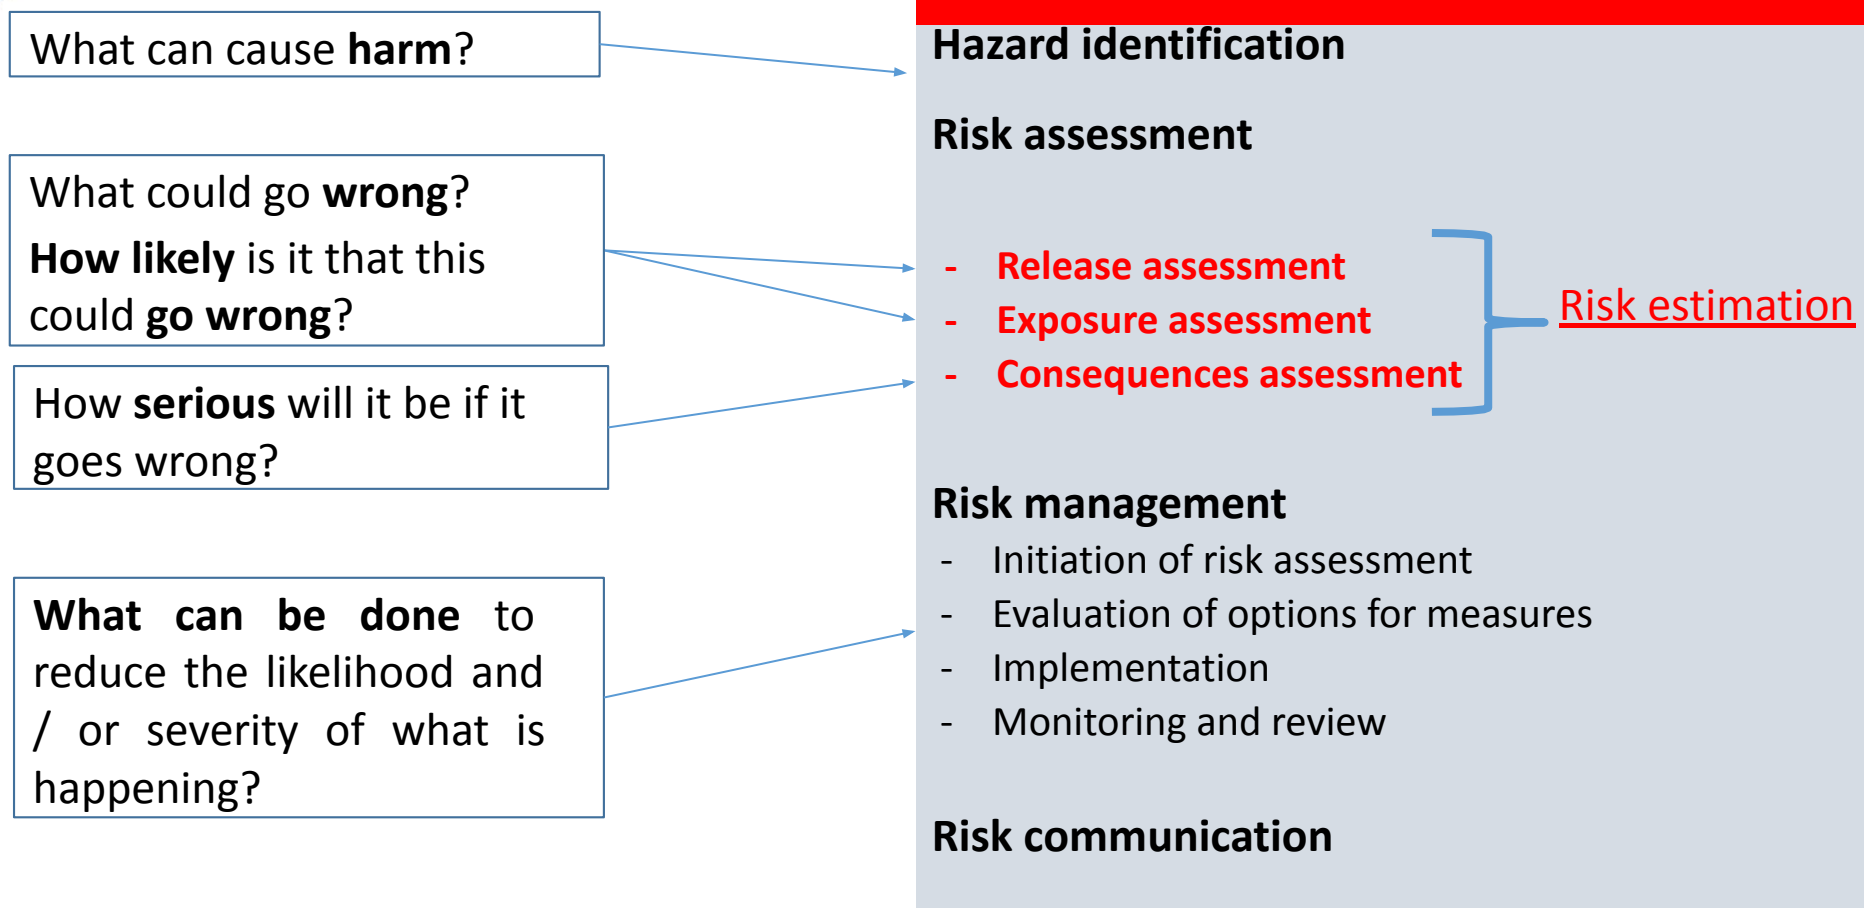 What can cause harm?
What could go wrong?
How likely is it that this
could go wrong?
How serious will it be if it
goes wrong?
What can be done to
reduce the likelihood and
/ or severity of what is
happening?
Hazard identification
Risk assessment
- Release assessment
- Exposure assessment
- Consequences assessment
Risk estimation
Risk management
- Initiation of risk assessment
- Evaluation of options for measures
- Implementation
- Monitoring and review
Risk communication